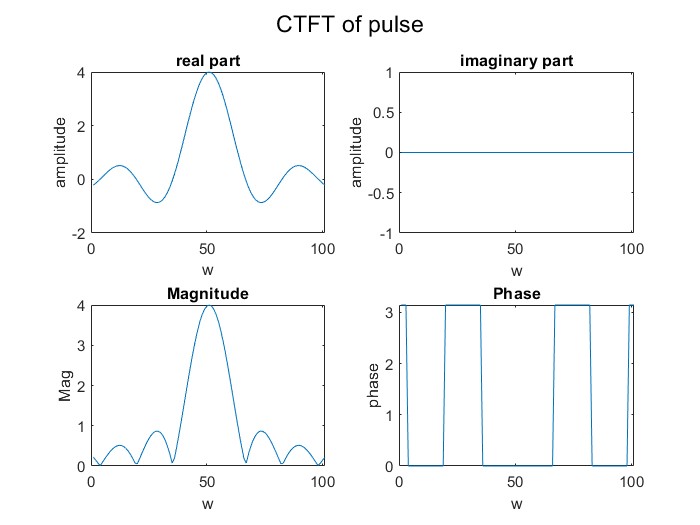 CTFT of pulse
real part
amplitude
4
2
0
-2
0 50 100
w
imaginary part
amplitude
1
0.5
0
-0.5
-1
0 50 100
w
Magnitude
Mag
4
3
2
1
0
0 50 100
w
Phase
phase
3
2
1
0
0 50 100
w